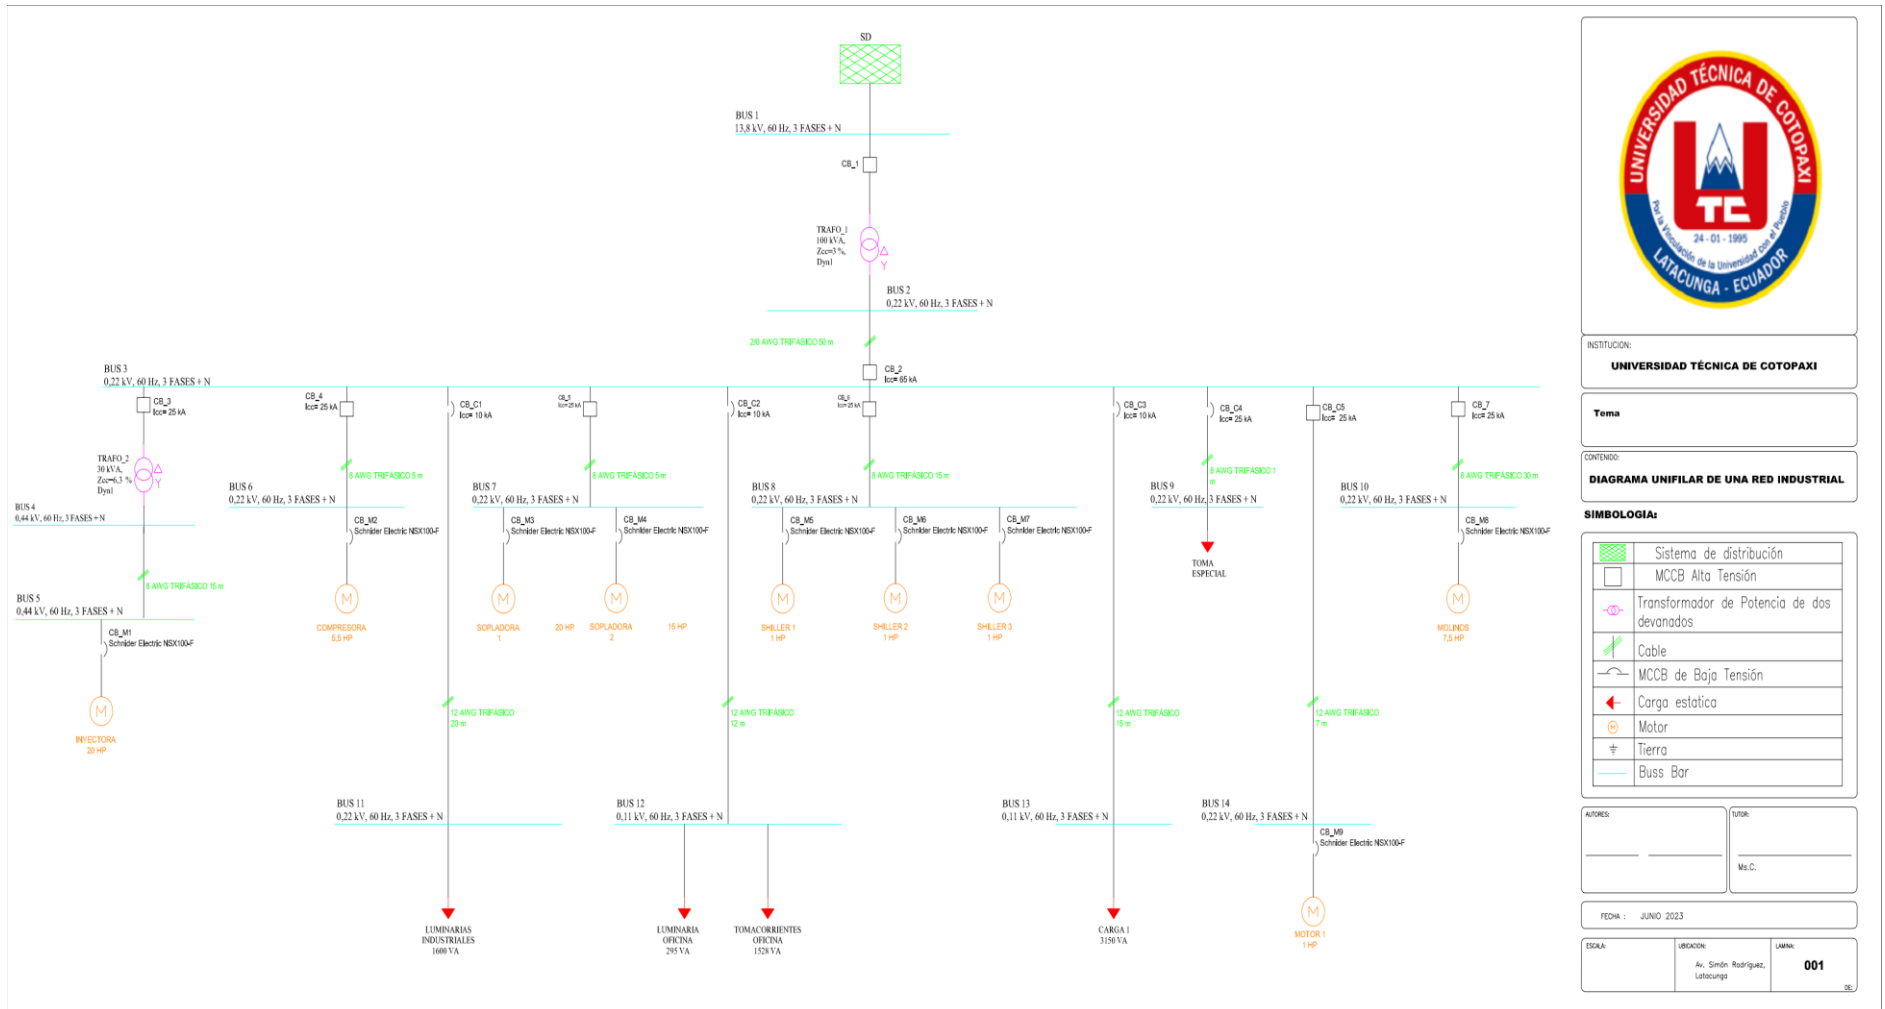 SD
BUS 1
13,8 kV, 60 Hz, 3 FASES + N
CB_1
TRAFO_1
100 kVA,
Zcc=3 %,
Dyn1
Y
BUS 2
0,22 kV, 60 Hz, 3 FASES + N
2/0 AWG TRIFÁSICO 50 m
CB_2
Icc= 65 kA
BUS 3
0,22 kV, 60 Hz, 3 FASES + N
CB_3
Icc= 25 kA
CB_4
Icc= 25 kA
CB_C1
Icc= 10 kA
CB_5
Icc= 25 kA
CB_C2
Icc= 10 kA
CB_6
Icc= 25 kA
CB_C3
Icc= 10 kA
CB_C4
Icc= 25 kA
CB_C5
Icc= 25 kA
CB_7
Icc= 25 kA
TRAFO_2
30 kVA,
Zcc=6,3 %
Dyn1
Y
8 AWG TRIFÁSICO 5 m
8 AWG TRIFÁSICO 5 m
8 AWG TRIFÁSICO 15 m
8 AWG TRIFÁSICO 1
m
8 AWG TRIFÁSICO 30 m
BUS 4
0,44 kV, 60 Hz, 3 FASES + N
BUS 6
0,22 kV, 60 Hz, 3 FASES + N
BUS 7
0,22 kV, 60 Hz, 3 FASES + N
BUS 8
0,22 kV, 60 Hz, 3 FASES + N
BUS 9
0,22 kV, 60 Hz, 3 FASES + N
BUS 10
0,22 kV, 60 Hz, 3 FASES + N
CB_M2
Schnider Electric NSX100-F
CB_M3
Schnider Electric NSX100-F
CB_M4
Schnider Electric NSX100-F
CB_M5
Schnider Electric NSX100-F
CB_M6
Schnider Electric NSX100-F
CB_M7
Schnider Electric NSX100-F
CB_M8
Schnider Electric NSX100-F
TOMA
ESPECIAL
8 AWG TRIFÁSICO 15 m
BUS 5
0,44 kV, 60 Hz, 3 FASES + N
CB_M1
Schnider Electric NSX100-F
M
INYECTORA
20 HP
M
COMPRESORA
5,5 HP
M
SOPLADORA
1
20 HP
M
SOPLADORA
2
15 HP
M
SHILLER 1
1 HP
M
SHILLER 2
1 HP
M
SHILLER 3
1 HP
M
MOLINOS
7,5 HP
12 AWG TRIFÁSICO
20 m
12 AWG TRIFÁSICO
12 m
12 AWG TRIFÁSICO
15 m
12 AWG TRIFÁSICO
7 m
BUS 11
0,22 kV, 60 Hz, 3 FASES + N
BUS 12
0,11 kV, 60 Hz, 3 FASES + N
BUS 13
0,11 kV, 60 Hz, 3 FASES + N
BUS 14
0,22 kV, 60 Hz, 3 FASES + N
CB_M9
Schnider Electric NSX100-F
LUMINARIAS
INDUSTRIALES
1600 VA
LUMINARIA
OFICINA
295 VA
TOMACORRIENTES
OFICINA
1528 VA
CARGA 1
3150 VA
M
MOTOR 1
1 HP
UNIVERSIDAD TÉCNICA DE COTOPAXI
UTC
24 - 01 - 1995
Por la Vinculación de la Universidad con el Pueblo
LATACUNGA - ECUADOR
INSTITUCION:
UNIVERSIDAD TÉCNICA DE COTOPAXI
Tema
CONTENIDO:
DIAGRAMA UNIFILAR DE UNA RED INDUSTRIAL
SIMBOLOGIA:
Sistema de distribución
MCCB Alta Tensión
Transformador de Potencia de dos
devanados
Cable
MCCB de Baja Tensión
Carga estatica
M
Motor
Tierra
Buss Bar
AUTORES:
TUTOR:
Ms.C.
FECHA : JUNIO 2023
ESCALA:
UBICACION:
Av. Simón Rodríguez,
Latacunga
LAMINA:
001
DE: